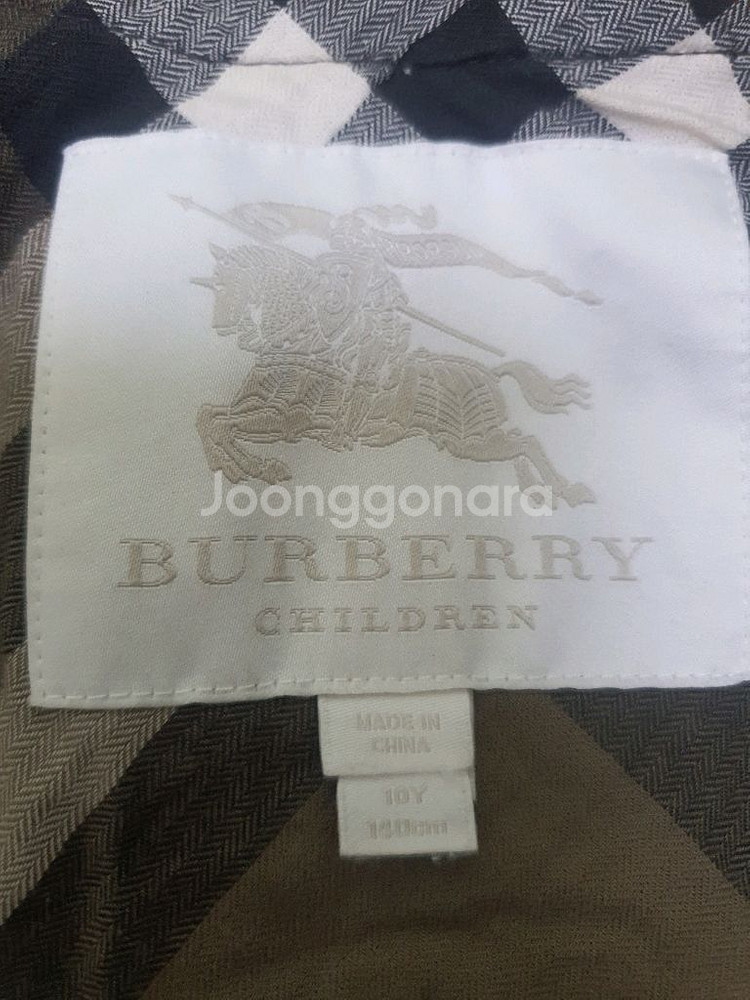 Joonggonara
BURBERRY
CHILDREN
MADE IN
CHINA
10Y
140cm